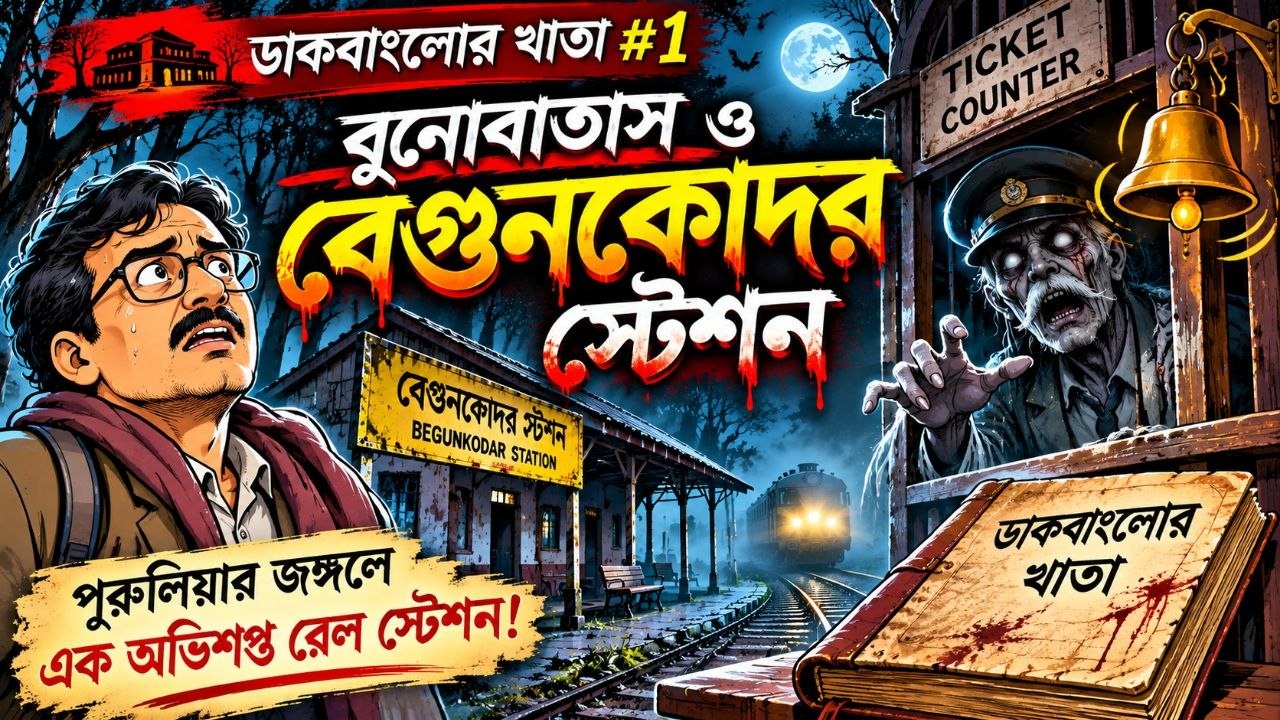 ডাকবাংলোর খাতা #1
বুনোবাতাস ও
বেগুনকোদর
স্টেশন
TICKET
COUNTER
বেগুনকোদর স্টেশন
BEGUNKODAR STATION
পুরুলিয়ার জঙ্গলে
এক অভিশপ্ত রেল স্টেশন!
ডাকবাংলোর
খাতা